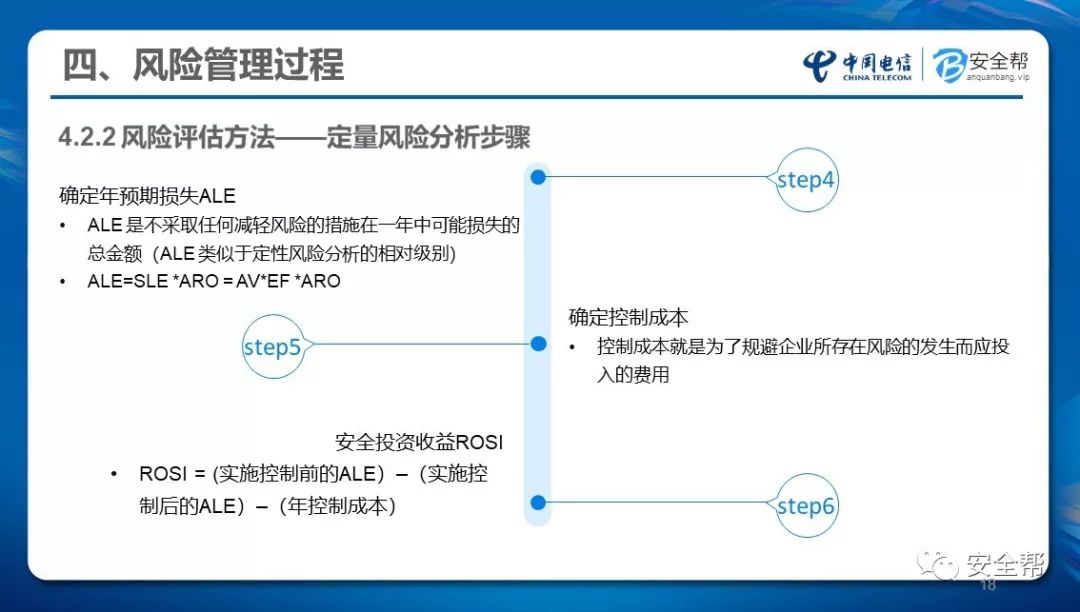 四、风险管理过程
中国电信
CHINA TELECOM
安全帮
anquanbang.vip
4.2.2 风险评估方法——定量风险分析步骤
step4
确定年预期损失ALE
• ALE 是不采取任何减轻风险的措施在一年中可能损失的
总金额（ALE 类似于定性风险分析的相对级别)
• ALE=SLE *ARO = AV*EF *ARO
step5
确定控制成本
• 控制成本就是为了规避企业所存在风险的发生而应投
入的费用
安全投资收益ROSI
• ROSI = (实施控制前的ALE）–（实施控
制后的ALE）–（年控制成本）
step6
安全帮
18